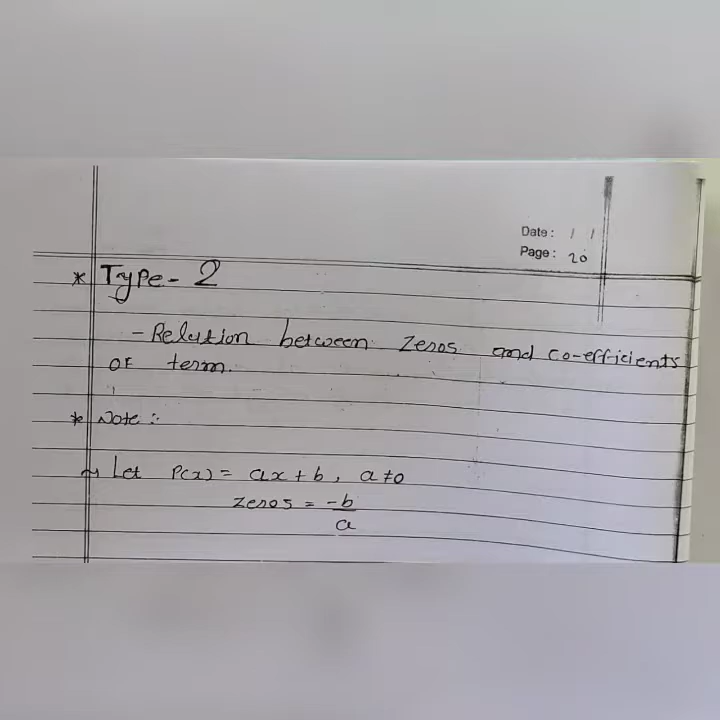 Date: / /
Page: 20
* Type-2
- Relation between zeros and co-efficients
of term.
* Note :-
~ Let P(x) = ax + b, a ≠ 0
zeros = -b/a